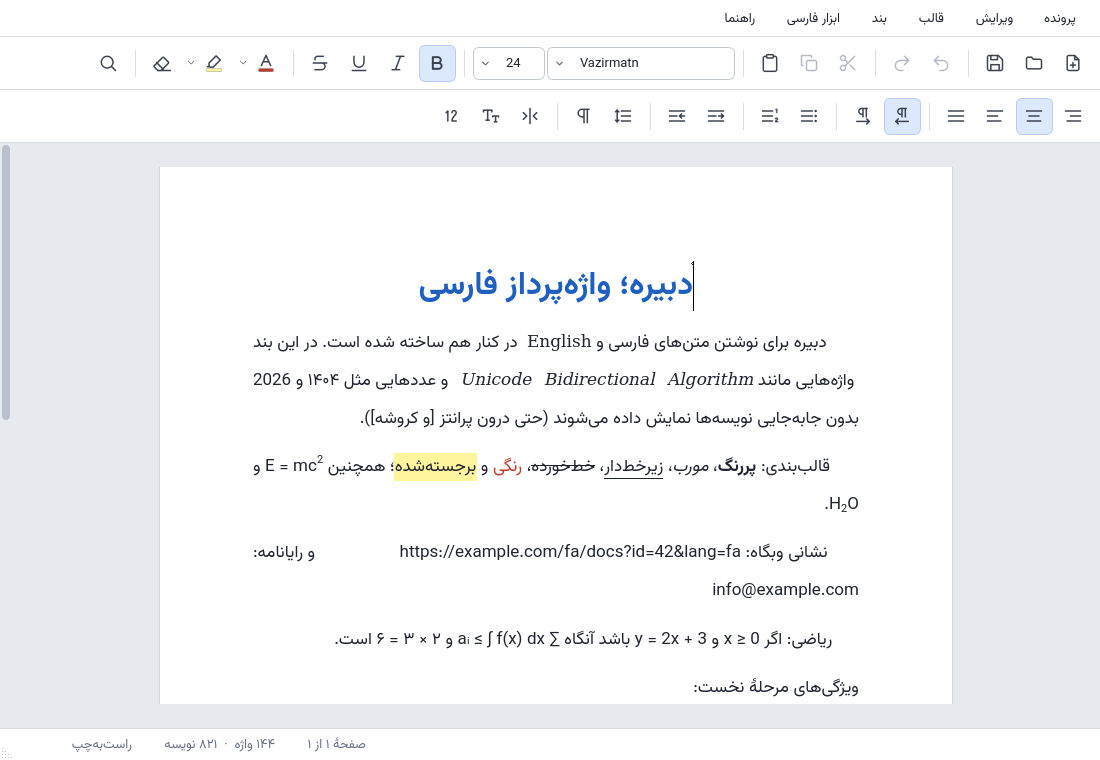 پرونده ویرایش قالب بند ابزار فارسی راهنما
Vazirmatn 24 B I U S A
12
دبیره؛ واژه‌پرداز فارسی
دبیره برای نوشتن متن‌های فارسی و English در کنار هم ساخته شده است. در این بند
واژه‌هایی مانند Unicode Bidirectional Algorithm و عددهایی مثل ۱۴۰۴ و 2026
بدون جابه‌جایی نویسه‌ها نمایش داده می‌شوند (حتی درون پرانتز [و کروشه]).
قالب‌بندی: پررنگ، مورب، زیرخط‌دار، خط‌خورده، رنگی و برجسته‌شده؛ همچنین E = mc² و
H₂O.
نشانی وبگاه: https://example.com/fa/docs?id=42&lang=fa و رایانامه:
info@example.com
ریاضی: اگر x ≥ 0 و y = 2x + 3 باشد آنگاه ∑ aᵢ ≤ ∫ f(x) dx و ۲ × ۳ = ۶ است.
ویژگی‌های مرحلهٔ نخست:
صفحهٔ ۱ از ۱ ۱۴۴ واژه · ۸۲۱ نویسه راست‌به‌چپ